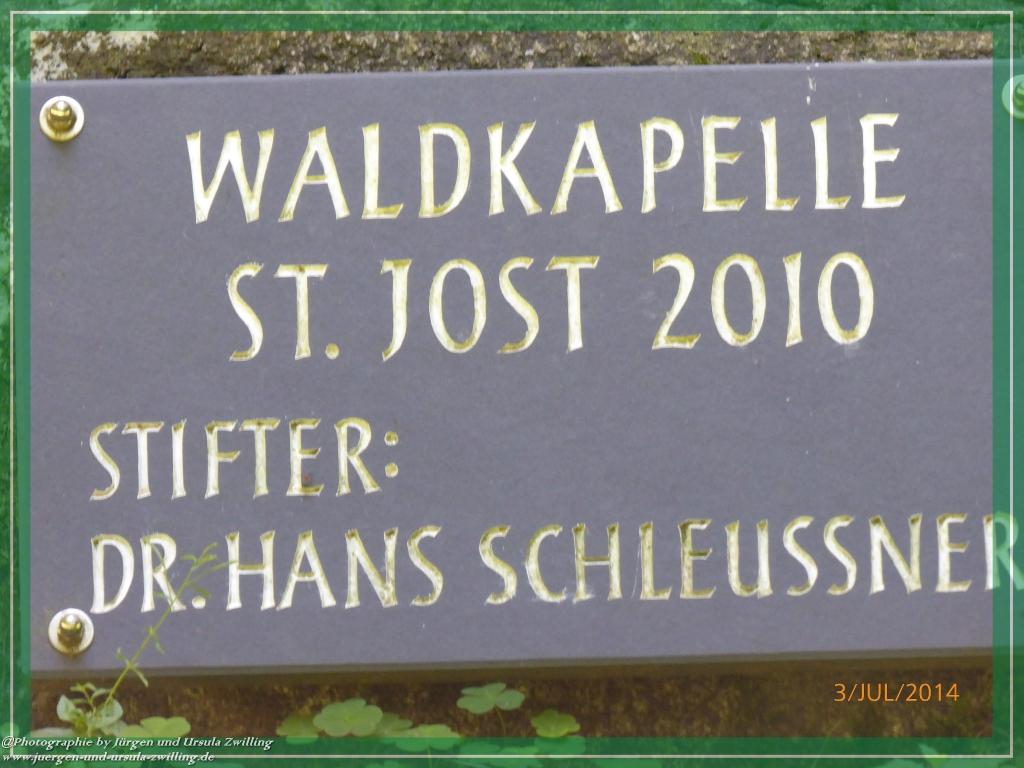 WALDKAPELLE
ST. JOST 2010
STIFTER:
DR. HANS SCHLEUSSNER
3/JUL/2014
@Photographie by Jürgen und Ursula Zwilling
www.juergen-und-ursula-zwilling.de